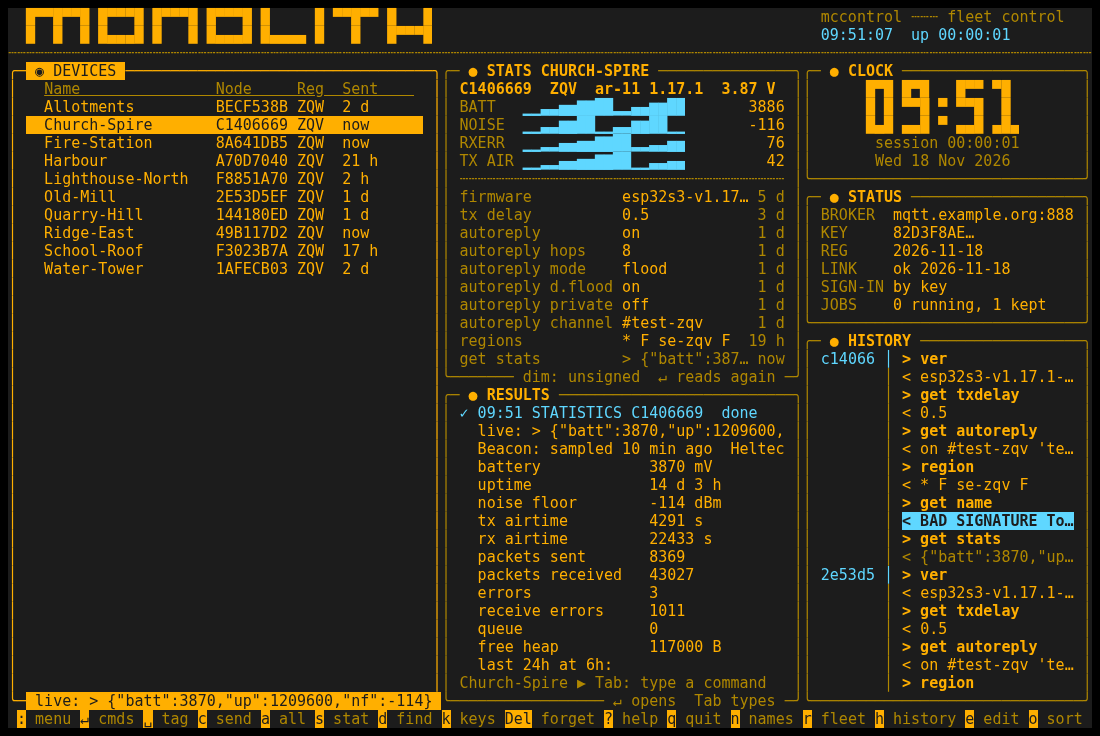 MQRQLITY
mccontrol ┄┄┄ fleet control
09:51:07 up 00:00:01
◉ DEVICES
Name Node Reg Sent
Allotments BECF538B ZQW 2 d
Church-Spire C1406669 ZQV now
Fire-Station 8A641DB5 ZQW now
Harbour A70D7040 ZQV 21 h
Lighthouse-North F8851A70 ZQV 2 h
Old-Mill 2E53D5EF ZQV 1 d
Quarry-Hill 144180ED ZQW 1 d
Ridge-East 49B117D2 ZQV now
School-Roof F3023B7A ZQW 17 h
Water-Tower 1AFECB03 ZQV 2 d
live: > {"batt":3870,"up":1209600,"nf":-114}
● STATS CHURCH-SPIRE
C1406669 ZQV ar-11 1.17.1 3.87 V
BATT 3886
NOISE -116
RXERR 76
TX AIR 42
firmware esp32s3-v1.17… 5 d
tx delay 0.5 3 d
autoreply on 1 d
autoreply hops 8 1 d
autoreply mode flood 1 d
autoreply d.flood on 1 d
autoreply private off 1 d
autoreply channel #test-zqv 1 d
regions * F se-zqv F 19 h
get stats > {"batt":387… now
dim: unsigned ↵ reads again
● RESULTS
✓ 09:51 STATISTICS C1406669 done
live: > {"batt":3870,"up":1209600,
Beacon: sampled 10 min ago Heltec
battery 3870 mV
uptime 14 d 3 h
noise floor -114 dBm
tx airtime 4291 s
rx airtime 22433 s
packets sent 8369
packets received 43027
errors 3
receive errors 1011
queue 0
free heap 117000 B
last 24h at 6h:
Church-Spire ▶ Tab: type a command
↵ opens Tab types
● CLOCK
09:51
session 00:00:01
Wed 18 Nov 2026
● STATUS
BROKER mqtt.example.org:888
KEY 82D3F8AE…
REG 2026-11-18
LINK ok 2026-11-18
SIGN-IN by key
JOBS 0 running, 1 kept
● HISTORY
c14066 > ver
< esp32s3-v1.17.1-…
> get txdelay
< 0.5
> get autoreply
< on #test-zqv 'te…
> region
< * F se-zqv F
> get name
< BAD SIGNATURE To…
> get stats
< {"batt":3870,"up…
2e53d5 > ver
< esp32s3-v1.17.1-…
> get txdelay
< 0.5
> get autoreply
< on #test-zqv 'te…
> region
: menu ↵ cmds ␣ tag c send a all s stat d find k keys Del forget ? help q quit n names r fleet h history e edit o sort